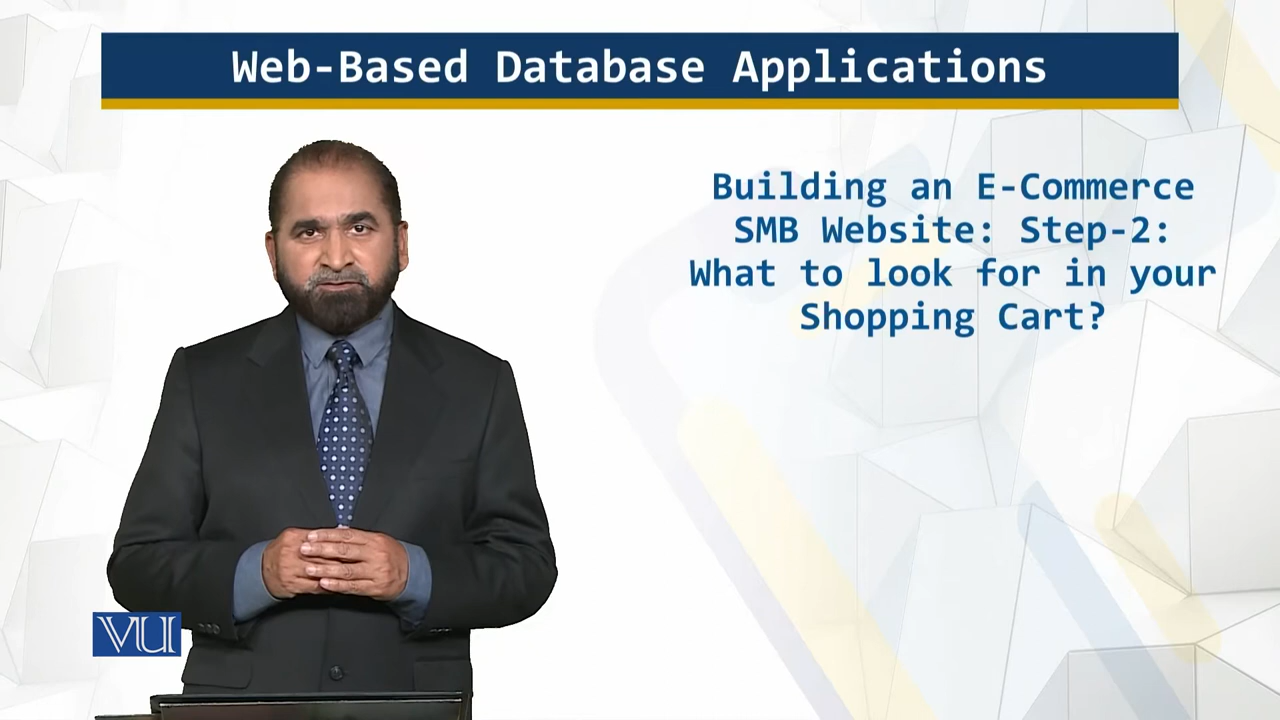 Web-Based Database Applications
Building an E-Commerce
SMB Website: Step-2:
What to look for in your
Shopping Cart?
VU